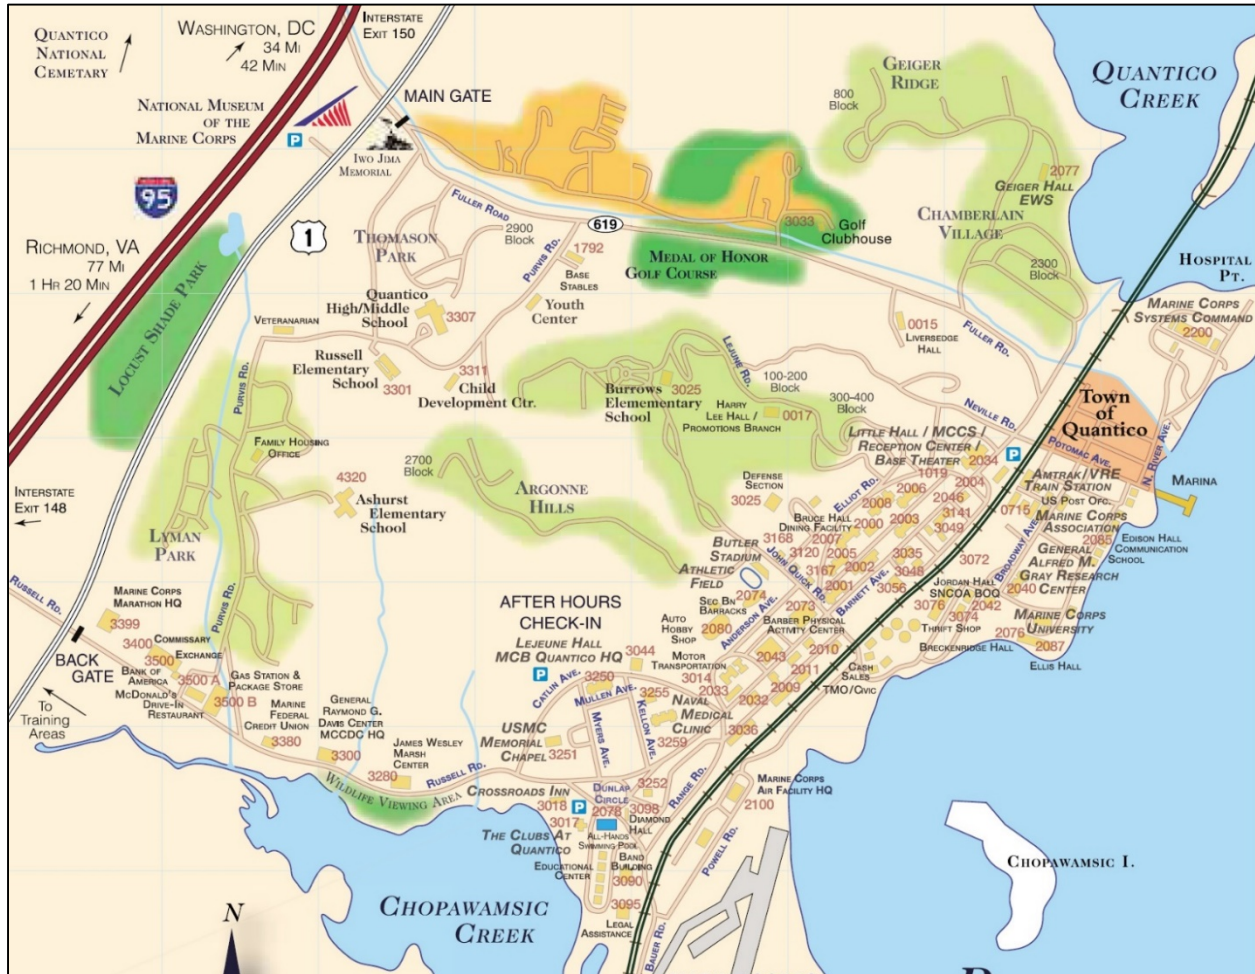 QUANTICO
NATIONAL
CEMETARY
WASHINGTON, DC
34 MI
42 MIN
INTERSTATE
EXIT 150
NATIONAL MUSEUM
OF THE
MARINE CORPS
P
MAIN GATE
IWO JIMA
MEMORIAL
GEIGER
RIDGE
800
Block
QUANTICO
CREEK
2077
GEIGER HALL
EWS
CHAMBERLAIN
VILLAGE
2300
Block
95
1
RICHMOND, VA
77 MI
1 HR 20 MIN
LOCUST SHADE PARK
THOMASON
PARK
FULLER ROAD
2900
Block
PURVIS RD.
619
3033
Golf
Clubhouse
MEDAL OF HONOR
GOLF COURSE
1792
BASE
STABLES
Youth
Center
HOSPITAL
PT.
MARINE CORPS
SYSTEMS COMMAND
2200
Quantico
High/Middle
School
3307
VETERANARIAN
Russell
Elementary
School
3301
3311
Child
Development Ctr.
0015
LIVERSEDGE
HALL
FULLER RD.
LEJUNE RD.
100-200
Block
300-400
Block
Burrows
Elemementary
School
3025
HARRY
LEE HALL /
PROMOTIONS BRANCH
0017
NEVILLE RD.
Town
of
Quantico
POTOMAC AVE.
N. RIVER AVE.
MARINA
PURVIS RD.
FAMILY HOUSING
OFFICE
4320
Ashurst
Elementary
School
2700
Block
ARGONNE
HILLS
LITTLE HALL / MCCS /
RECEPTION CENTER /
BASE THEATER
2034
P
1019
2004
2006
2046
2008
ELLIOT RD.
3141
AMTRAK/VRE
TRAIN STATION
0715
US POST OFC.
MARINE CORPS
ASSOCIATION
2085
EDISON HALL
COMMUNICATION
SCHOOL
DEFENSE
SECTION
3025
BRUCE HALL
DINING FACILITY
2000
2003
3049
3168
2007
3120
2005
3035
3072
BROADWAY AVE.
GENERAL
ALFRED M.
GRAY RESEARCH
CENTER
2040
JOHN QUICK RD.
3167
2002
3048
2001
3056
BUTLER
STADIUM
ATHLETIC
FIELD
2074
BARNETT AVE.
JORDAN HALL
SNCOA BOQ
3076
2042
3074
THRIFT SHOP
BRECKENRIDGE HALL
MARINE CORPS
UNIVERSITY
2076
2087
ELLIS HALL
INTERSTATE
EXIT 148
LYMAN
PARK
RUSSELL RD.
PURVIS RD.
MARINE CORPS
MARATHON HQ
3399
3400
COMMISSARY
3500
EXCHANGE
BACK
GATE
BANK OF
AMERICA
3500 A
MCDONALD'S
DRIVE-IN
RESTAURANT
3500 B
GAS STATION &
PACKAGE STORE
To
Training
Areas
MARINE
FEDERAL
CREDIT UNION
3380
GENERAL
RAYMOND G.
DAVIS CENTER
MCCDC HQ
3300
JAMES WESLEY
MARSH
CENTER
3280
RUSSELL RD.
WILDLIFE VIEWING AREA
AFTER HOURS
CHECK-IN
LEJEUNE HALL
MCB QUANTICO HQ
P
3044
SEC BN
BARRACKS
2080
AUTO
HOBBY
SHOP
ANDERSON AVE.
2073
BARBER PHYSICAL
ACTIVITY CENTER
2010
2043
2011
CASH
SALES
TMO/CIVIC
MOTOR
TRANSPORTATION
3014
2033
2009
2032
CATLIN AVE.
3250
MULLEN AVE.
3255
KELLON AVE.
MYERS AVE.
NAVAL
MEDICAL
CLINIC
3259
3036
USMC
MEMORIAL
CHAPEL
3251
CROSSROADS INN
3018
P
3017
THE CLUBS AT
QUANTICO
DUNLAP
CIRCLE
2078
3252
3098
DIAMOND
HALL
ALL-HANDS
SWIMMING POOL
EDUCATIONAL
CENTER
BAND
BUILDING
3090
3095
LEGAL
ASSISTANCE
RANGE RD.
MARINE CORPS
AIR FACILITY HQ
2100
POWELL RD.
BAUER RD.
CHOPAWAMSIC I.
CHOPAWAMSIC
CREEK
N